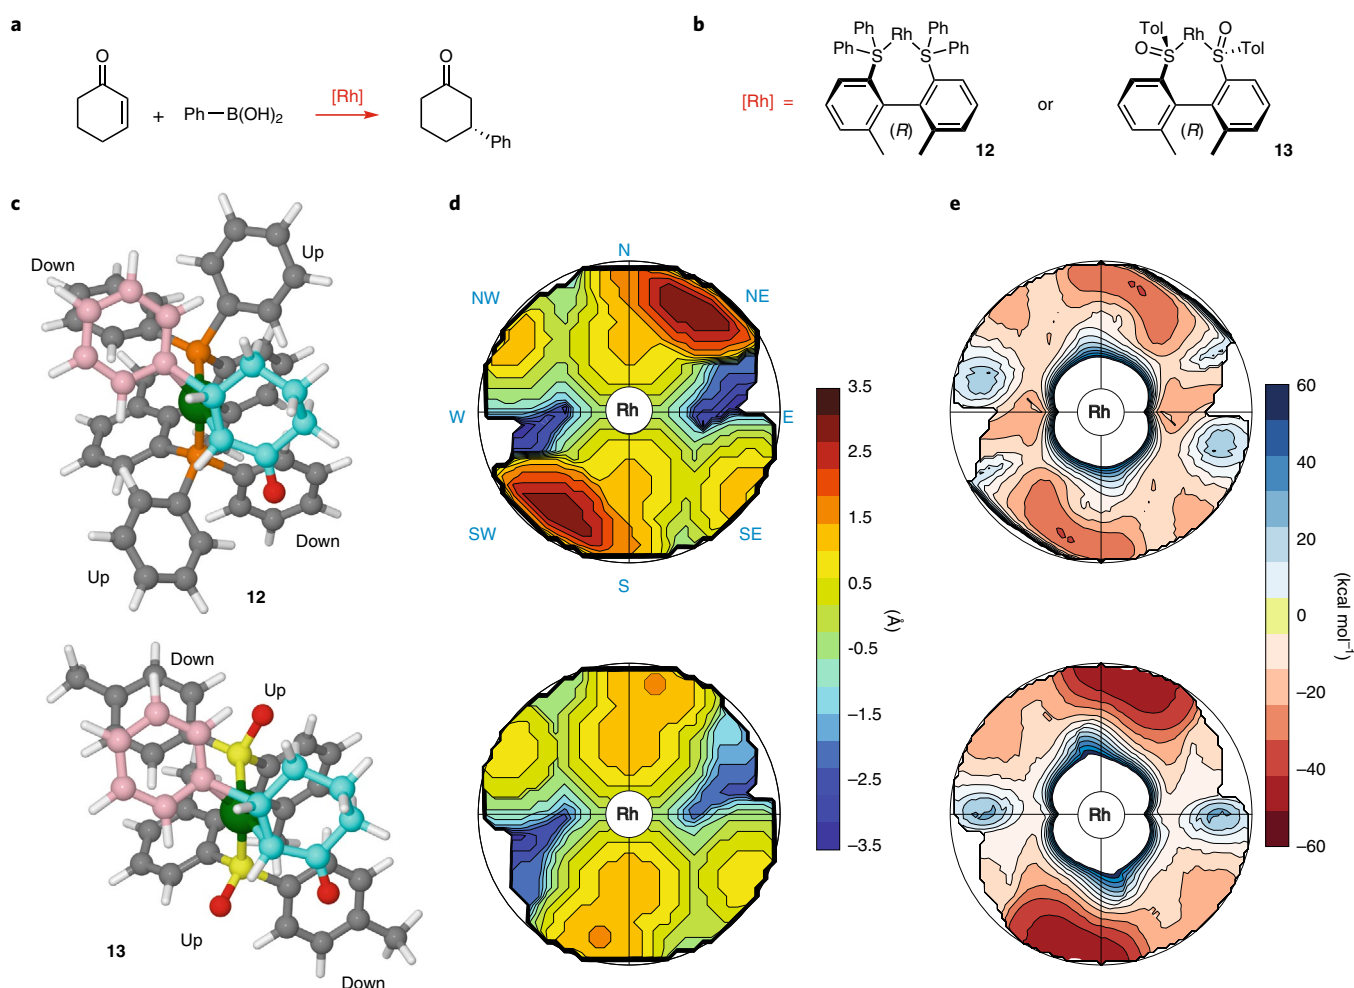 a
O
+
Ph
B(OH)2
[Rh]
O
Ph
b
[Rh] =
Ph Ph Rh Ph Ph
Ph S S Ph
(R)
12
or
Tol Rh O
O S S Tol
(R)
13
c
Down
Up
Down
Up
12
Down
Up
Up
Down
13
d
N
NW
NE
W
Rh
E
SW
SE
S
Rh
3.5
2.5
1.5
0.5
-0.5
-1.5
-2.5
-3.5
(Å)
e
Rh
Rh
60
40
20
0
-20
-40
-60
-60
(kcal mol⁻¹)